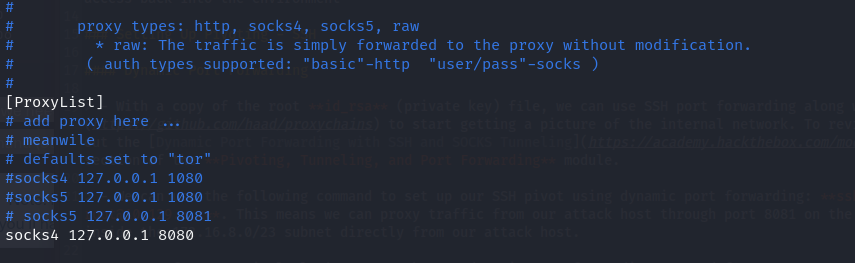 #
#       proxy types: http, socks4, socks5, raw
#         * raw: The traffic is simply forwarded to the proxy without modification.
#        ( auth types supported: "basic"-http  "user/pass"-socks )
#
[ProxyList]
# add proxy here ...
# meanwile
# defaults set to "tor"
#socks4 127.0.0.1 1080
#socks5 127.0.0.1 1080
# socks5 127.0.0.1 8081
socks4 127.0.0.1 8080